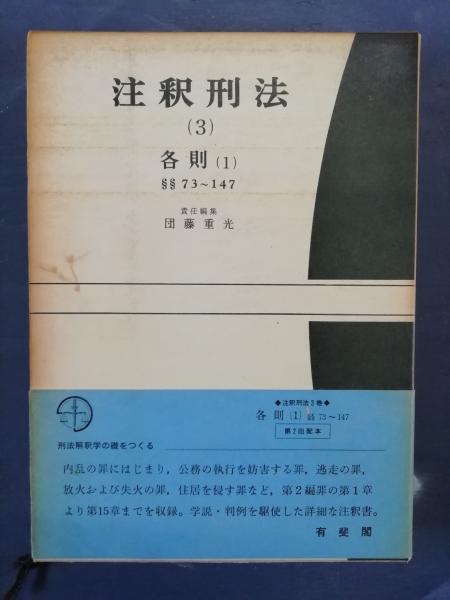 注釈刑法
(3)
各則(1)
§§73~147
責任編集
団藤重光
◆注釈刑法3巻◆
各則(1) §§73~147
第2回配本
刑法解釈学の礎をつくる
内乱の罪にはじまり,公務の執行を妨害する罪,逃走の罪,
放火および失火の罪,住居を侵す罪など,第2編罪の第1章
より第15章までを収録。学説・判例を駆使した詳細な注釈書。
有斐閣